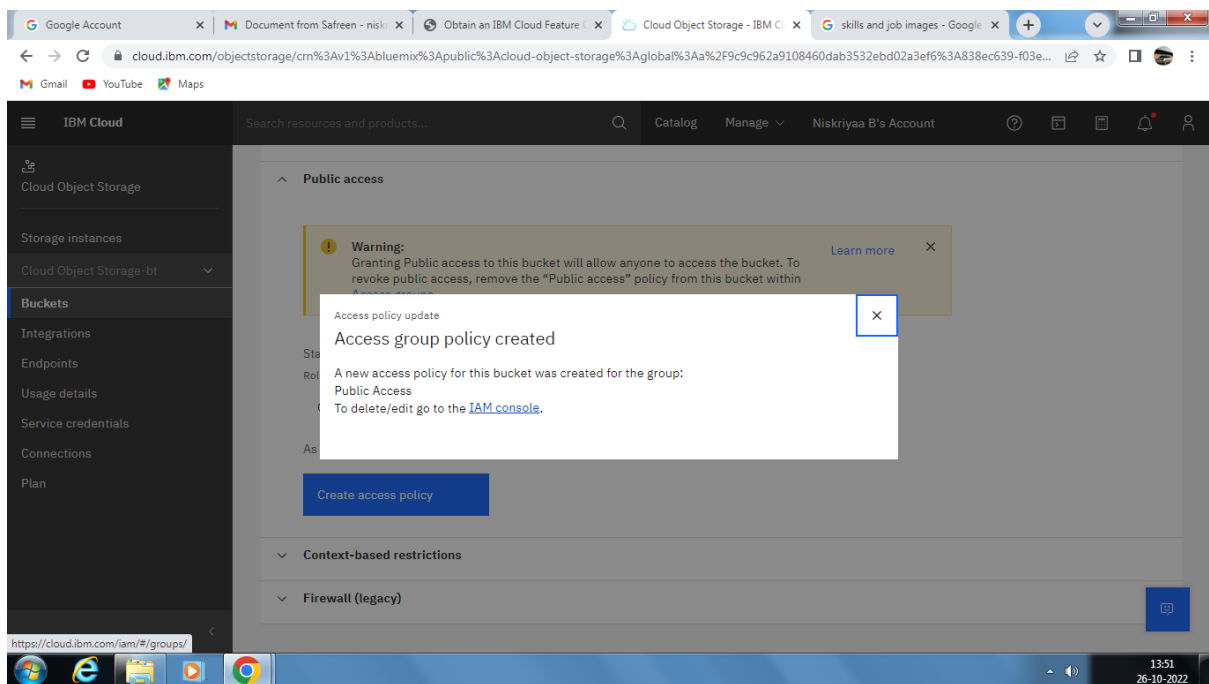 Google Account
Document from Safreen - nisk
Obtain an IBM Cloud Feature C
Cloud Object Storage - IBM Cl
skills and job images - Google
cloud.ibm.com/objectstorage/crn%3Av1%3Abluemix%3Apublic%3Acloud-object-storage%3Aglobal%3Aa%2F9c9c962a9108460dab3532ebd02a3ef6%3A838ec639-f03e...
Gmail YouTube Maps
IBM Cloud
Search resources and products...
Catalog
Manage
Niskriyaa B's Account
Cloud Object Storage
Storage instances
Cloud Object Storage-bt
Buckets
Integrations
Endpoints
Usage details
Service credentials
Connections
Plan
Public access
Warning:
Granting Public access to this bucket will allow anyone to access the bucket. To
revoke public access, remove the “Public access” policy from this bucket within
Access groups
Learn more
Access policy update
Access group policy created
A new access policy for this bucket was created for the group:
Public Access
To delete/edit go to the IAM console.
Sta
Rol
As
Create access policy
Context-based restrictions
Firewall (legacy)
https://cloud.ibm.com/iam/#/groups/
13:51
26-10-2022